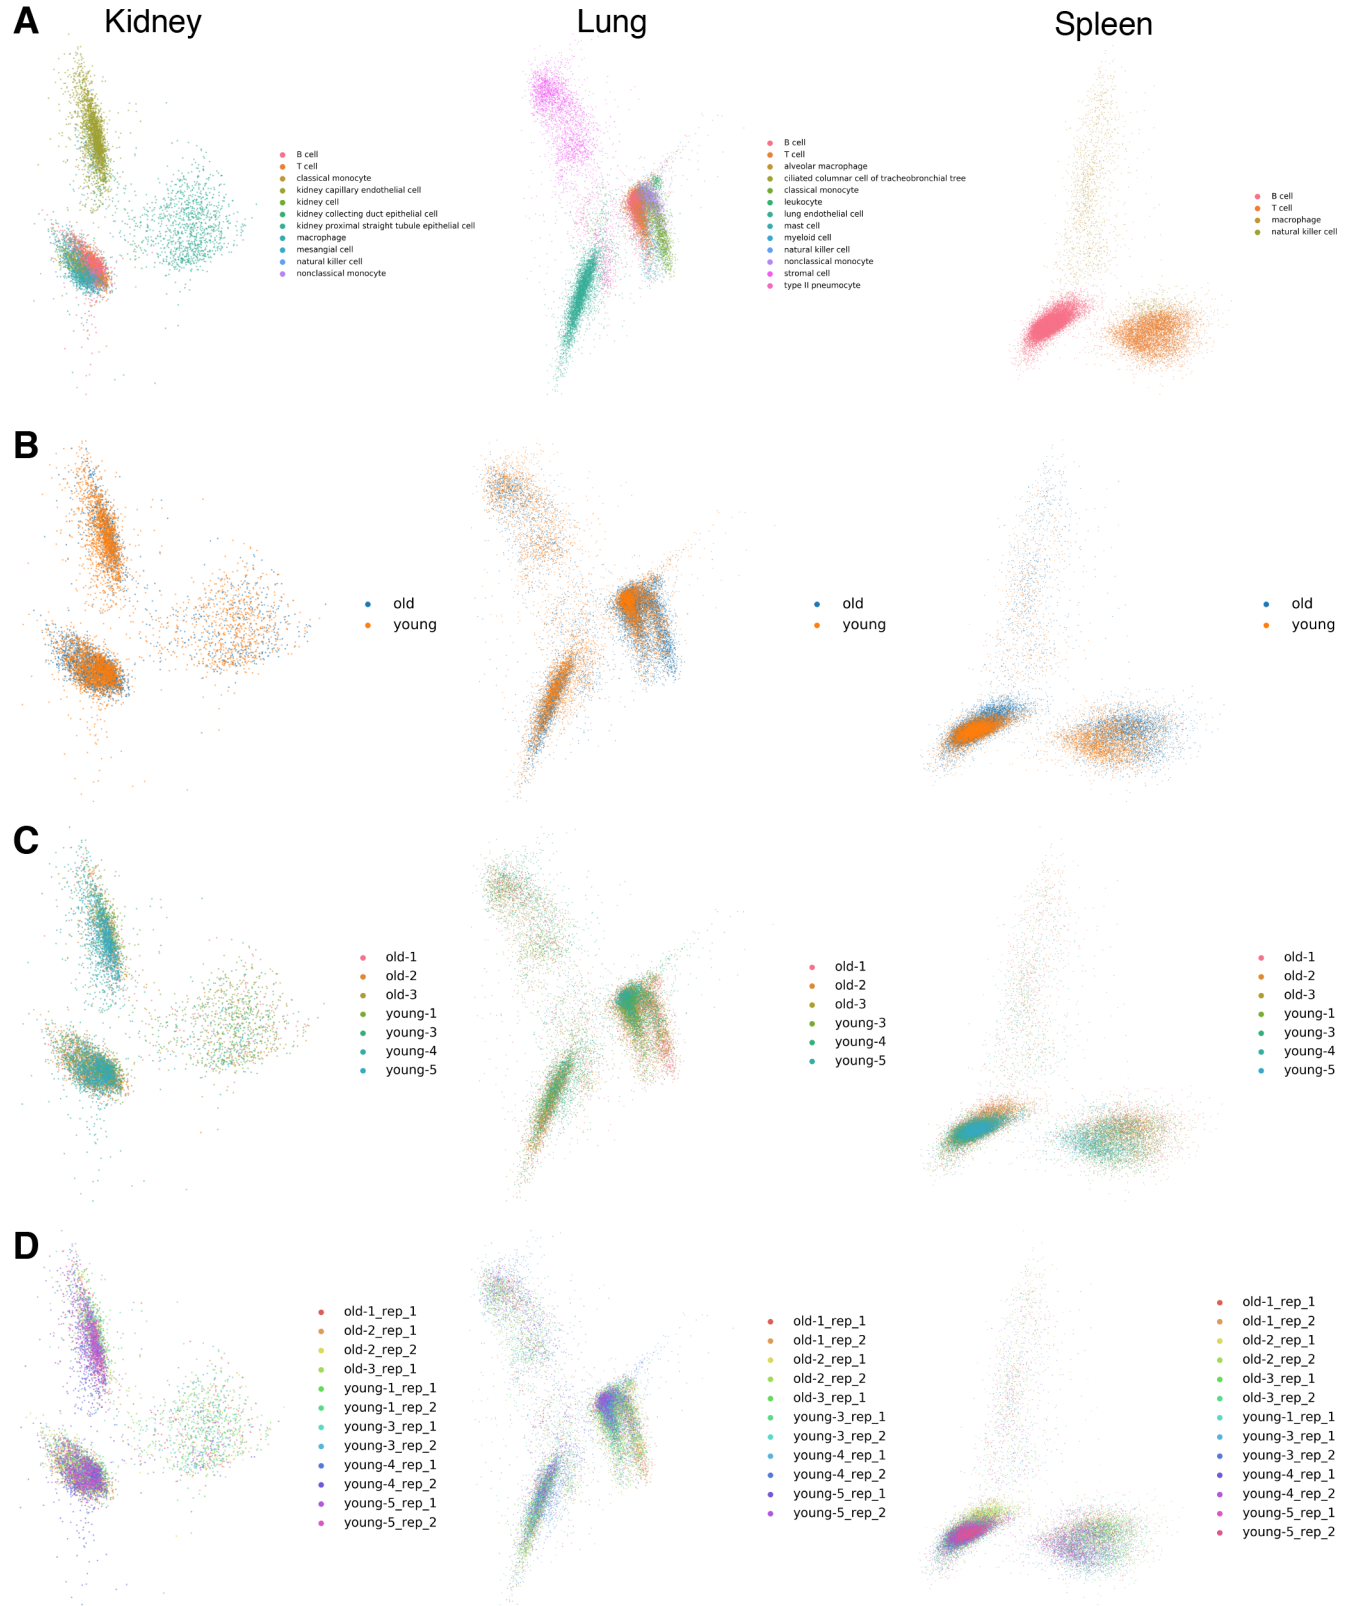 A
Kidney
Lung
Spleen
B cell
T cell
classical monocyte
kidney capillary endothelial cell
kidney cell
kidney collecting duct epithelial cell
kidney proximal straight tubule epithelial cell
macrophage
mesangial cell
natural killer cell
nonclassical monocyte
B cell
T cell
alveolar macrophage
ciliated columnar cell of tracheobronchial tree
classical monocyte
leukocyte
lung endothelial cell
mast cell
myeloid cell
natural killer cell
nonclassical monocyte
stromal cell
type II pneumocyte
B cell
T cell
macrophage
natural killer cell
B
old
young
old
young
old
young
C
old-1
old-2
old-3
young-1
young-3
young-4
young-5
old-1
old-2
old-3
young-3
young-4
young-5
old-1
old-2
old-3
young-1
young-3
young-4
young-5
D
old-1_rep_1
old-2_rep_1
old-2_rep_2
old-3_rep_1
young-1_rep_1
young-1_rep_2
young-3_rep_1
young-3_rep_2
young-4_rep_1
young-4_rep_2
young-5_rep_1
young-5_rep_2
old-1_rep_1
old-1_rep_2
old-2_rep_1
old-2_rep_2
old-3_rep_1
young-3_rep_1
young-3_rep_2
young-4_rep_1
young-4_rep_2
young-5_rep_1
young-5_rep_2
old-1_rep_1
old-1_rep_2
old-2_rep_1
old-2_rep_2
old-3_rep_1
old-3_rep_2
young-1_rep_1
young-3_rep_1
young-3_rep_2
young-4_rep_1
young-4_rep_2
young-5_rep_1
young-5_rep_2